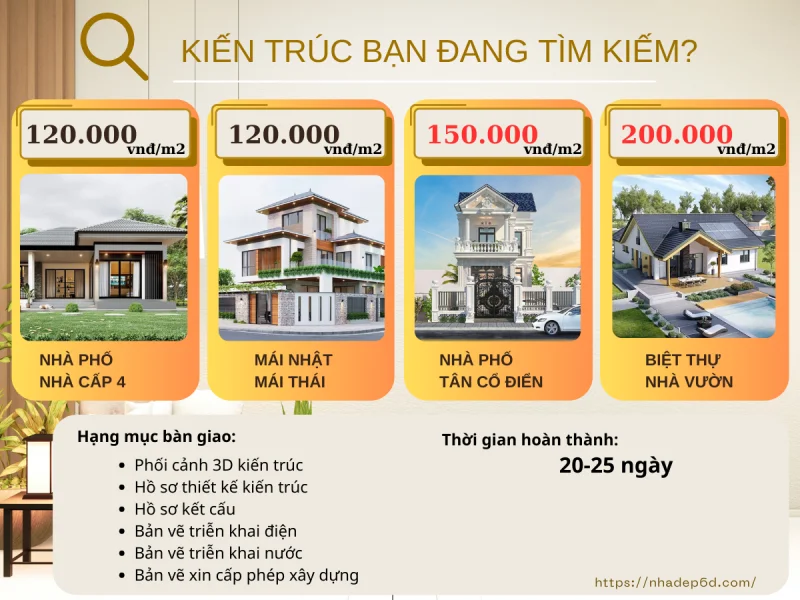 KIẾN TRÚC BẠN ĐANG TÌM KIẾM?
120.000
vnđ/m2
120.000
vnđ/m2
150.000
vnđ/m2
200.000
vnđ/m2
NHÀ PHỐ
NHÀ CẤP 4
MÁI NHẬT
MÁI THÁI
NHÀ PHỐ
TÂN CỔ ĐIỂN
BIỆT THỰ
NHÀ VƯỜN
Hạng mục bàn giao:
• Phối cảnh 3D kiến trúc
• Hồ sơ thiết kế kiến trúc
• Hồ sơ kết cấu
• Bản vẽ triễn khai điện
• Bản vẽ triễn khai nước
• Bản vẽ xin cấp phép xây dựng
Thời gian hoàn thành:
20-25 ngày
https://nhadep6d.com/